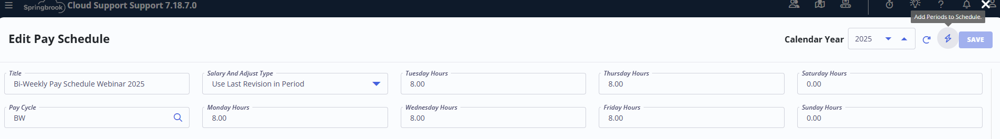 Springbrook Cloud Support Support 7.18.7.0
?
Add Periods to Schedule.
Edit Pay Schedule
Calendar Year 2025 SAVE
Title Salary And Adjust Type Tuesday Hours Thursday Hours Saturday Hours
Bi-Weekly Pay Schedule Webinar 2025 Use Last Revision in Period 8.00 8.00 0.00
Pay Cycle Monday Hours Wednesday Hours Friday Hours Sunday Hours
BW 8.00 8.00 8.00 0.00